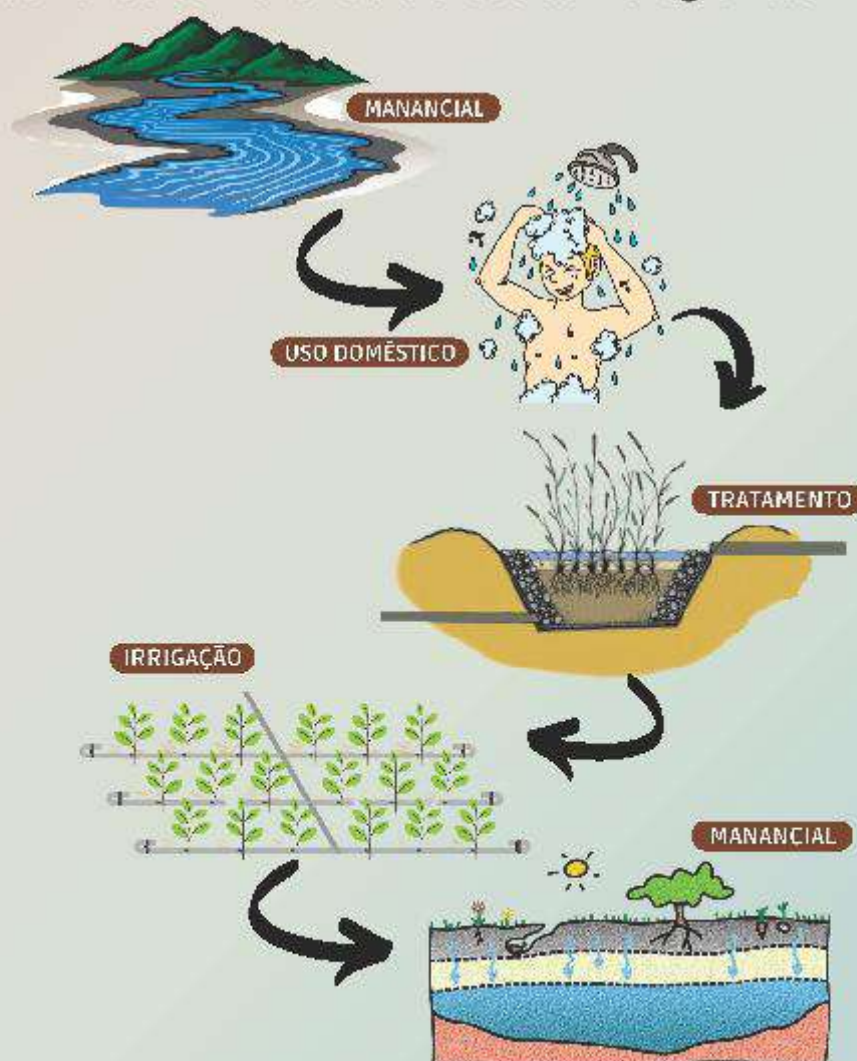 MANANCIAL
USO DOMÉSTICO
TRATAMENTO
IRRIGAÇÃO
MANANCIAL